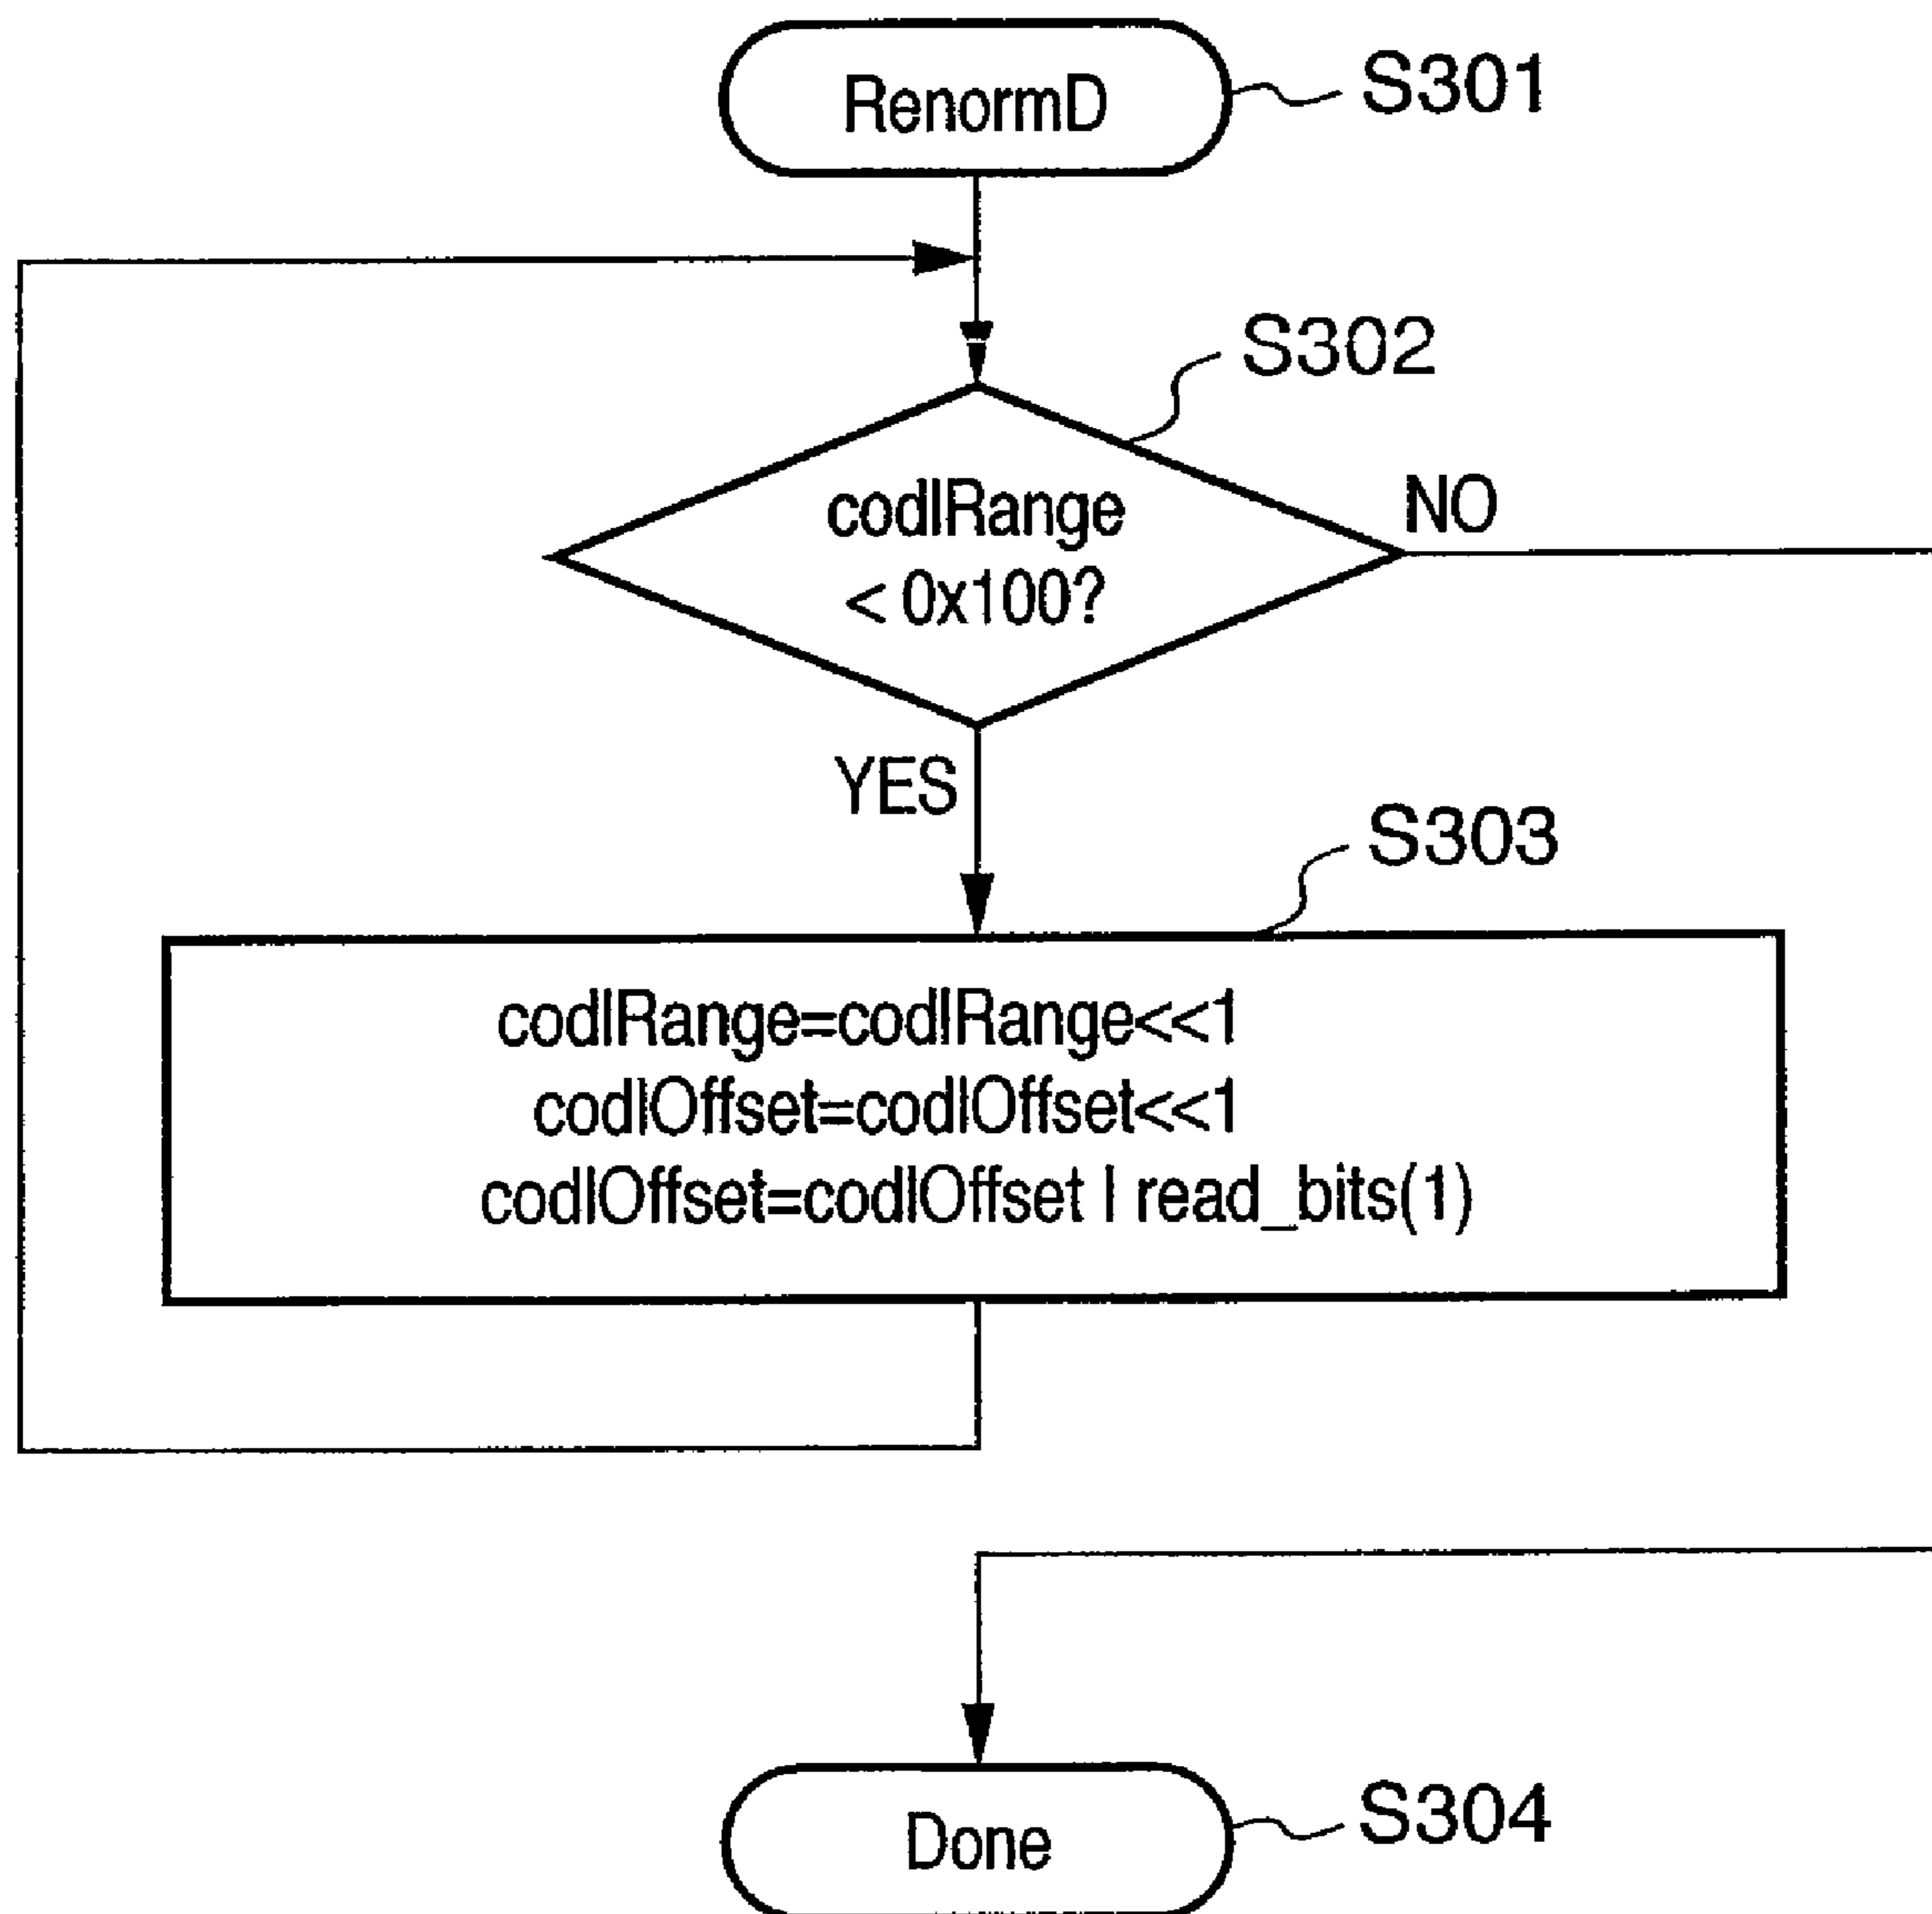 RenormD
S301
S302
codIRange
< 0x100?
NO
YES
S303
codIRange=codIRange<<1
codIOffset=codIOffset<<1
codIOffset=codIOffset | read_bits(1)
Done
S304